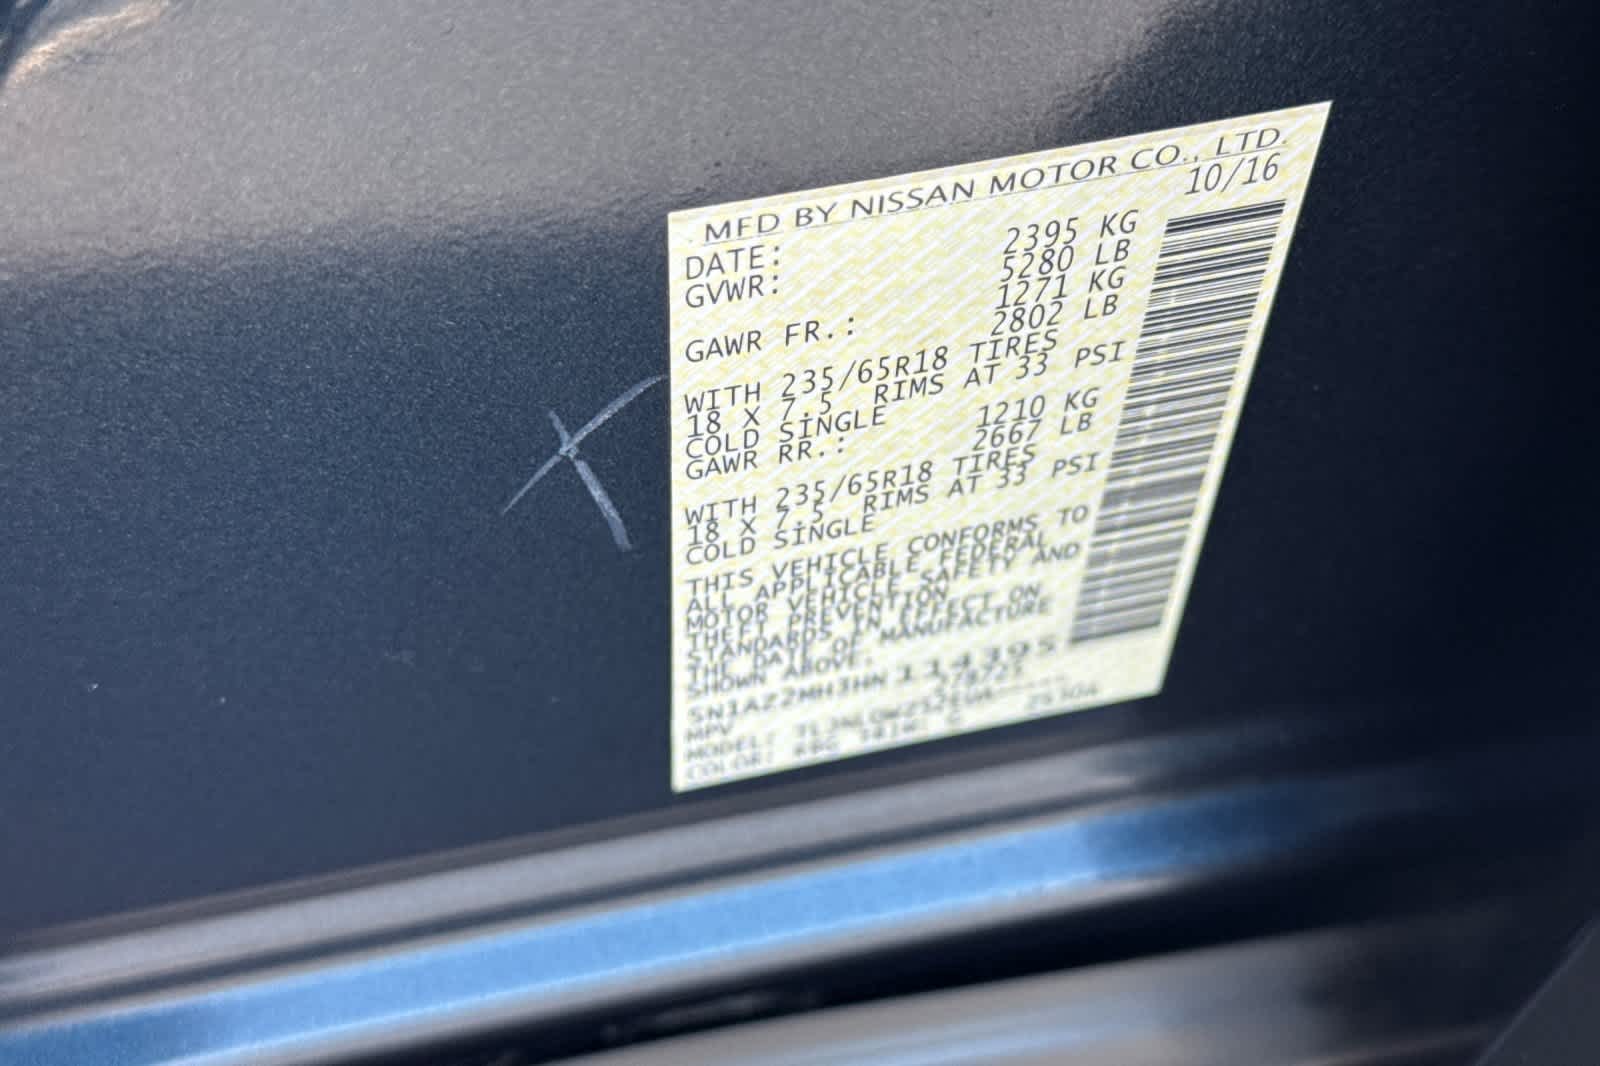 MFD BY NISSAN MOTOR CO., LTD.
DATE: 10/16
GVWR: 2395 KG
5280 LB
GAWR FR.: 1271 KG
2802 LB
WITH 235/65R18 TIRES
18 X 7.5 RIMS AT 33 PSI
COLD SINGLE
GAWR RR.: 1210 KG
2667 LB
WITH 235/65R18 TIRES
18 X 7.5 RIMS AT 33 PSI
COLD SINGLE
THIS VEHICLE CONFORMS TO
ALL APPLICABLE FEDERAL
MOTOR VEHICLE SAFETY AND
THEFT PREVENTION
STANDARDS IN EFFECT ON
THE DATE OF MANUFACTURE
SHOWN ABOVE.
5N1AZ2MH3HN 114395
MPV
MODEL:
COLOR: